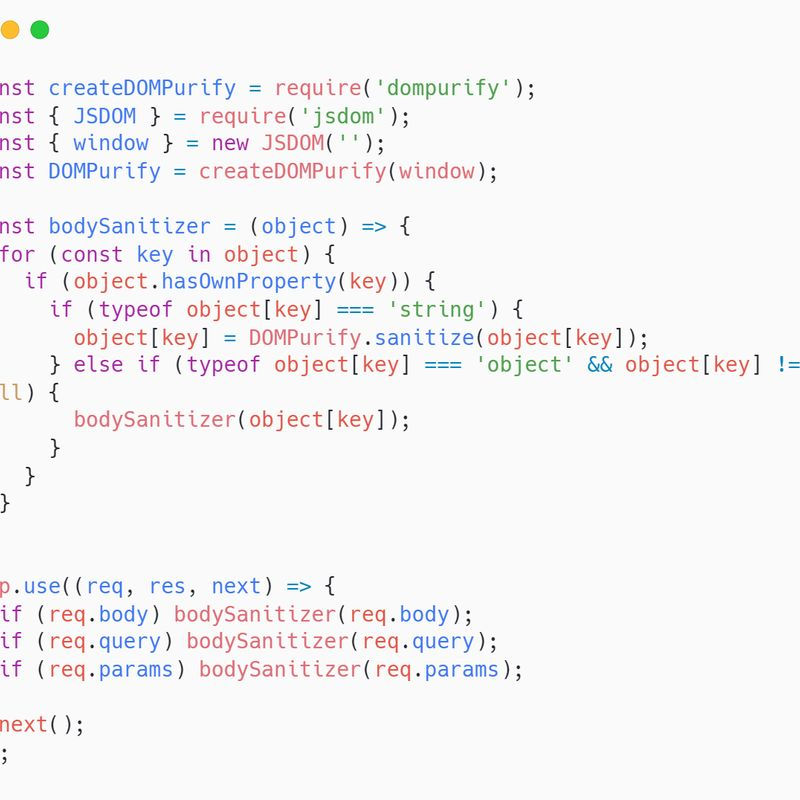 nst createDOMPurify = require('dompurify');
nst { JSDOM } = require('jsdom');
nst { window } = new JSDOM('');
nst DOMPurify = createDOMPurify(window);
nst bodySanitizer = (object) => {
for (const key in object) {
if (object.hasOwnProperty(key)) {
if (typeof object[key] === 'string') {
object[key] = DOMPurify.sanitize(object[key]);
} else if (typeof object[key] === 'object' && object[key] !=
ll) {
bodySanitizer(object[key]);
}
}
}
p.use((req, res, next) => {
if (req.body) bodySanitizer(req.body);
if (req.query) bodySanitizer(req.query);
if (req.params) bodySanitizer(req.params);
next();
;